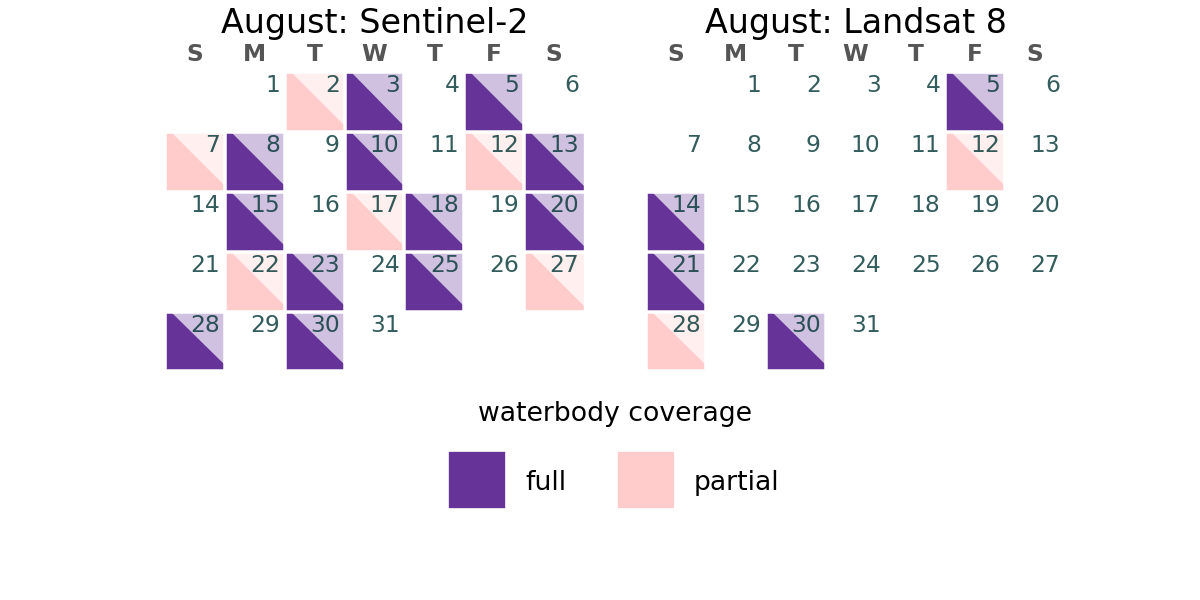 August: Sentinel-2
S M T W T F S
1 2 3 4 5 6
7 8 9 10 11 12 13
14 15 16 17 18 19 20
21 22 23 24 25 26 27
28 29 30 31
August: Landsat 8
S M T W T F S
1 2 3 4 5 6
7 8 9 10 11 12 13
14 15 16 17 18 19 20
21 22 23 24 25 26 27
28 29 30 31
waterbody coverage
full partial